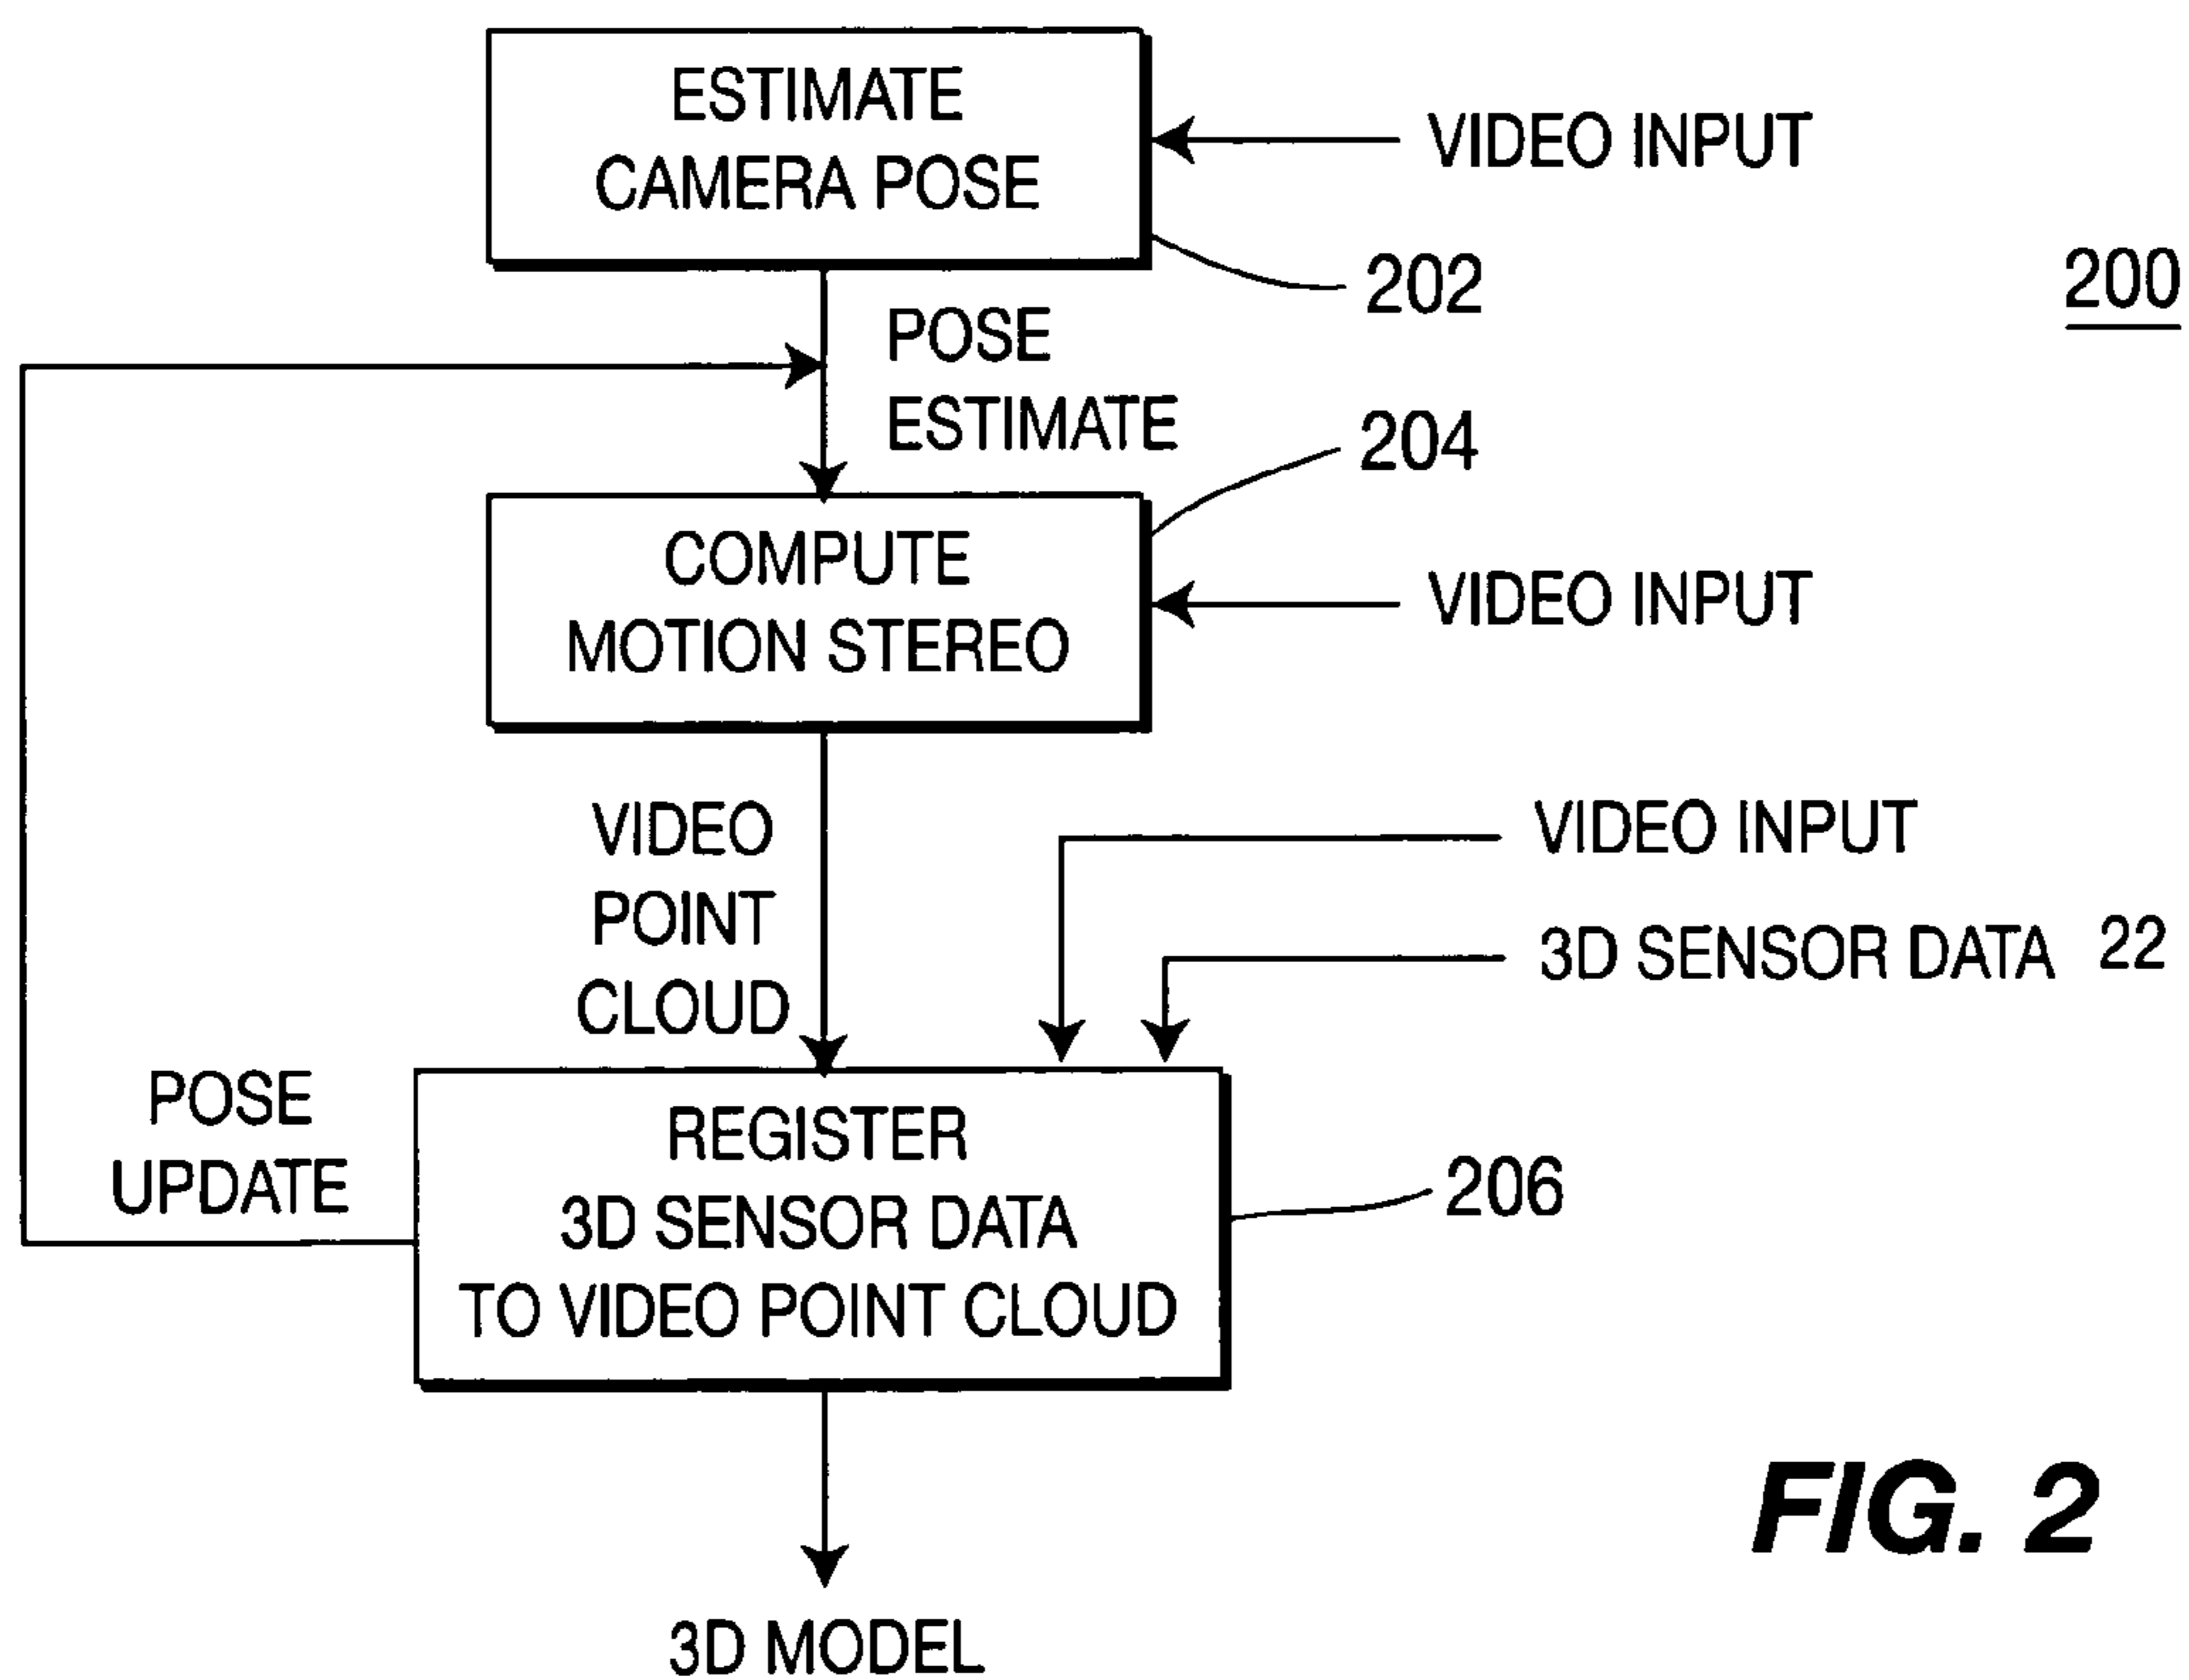 ESTIMATE
CAMERA POSE
VIDEO INPUT
202
200
POSE
ESTIMATE
204
COMPUTE
MOTION STEREO
VIDEO INPUT
VIDEO
POINT
CLOUD
VIDEO INPUT
3D SENSOR DATA 22
POSE
UPDATE
REGISTER
3D SENSOR DATA
TO VIDEO POINT CLOUD
206
3D MODEL
FIG. 2